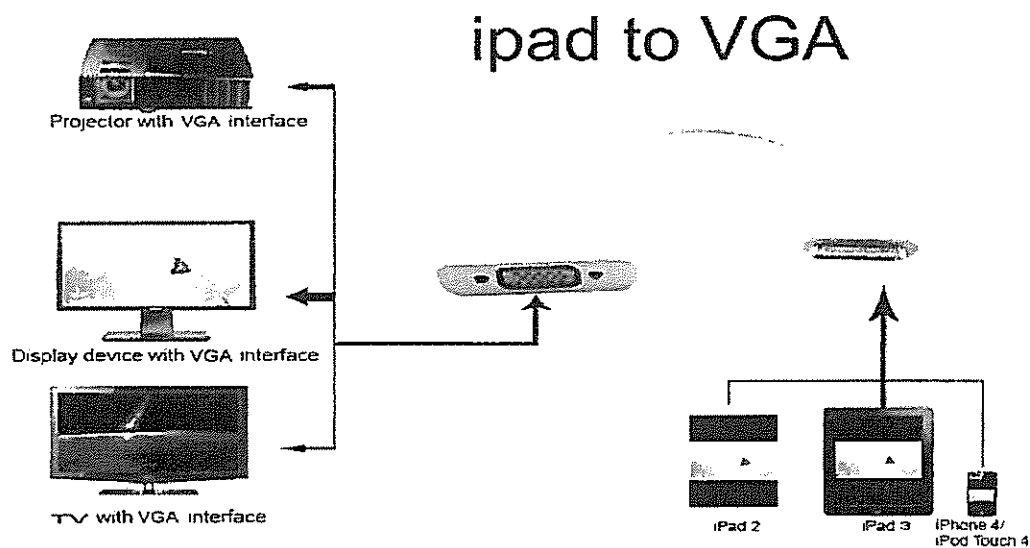 ipad to VGA
Projector with VGA interface
Display device with VGA interface
TV with VGA interface
iPad 2
iPad 3
iPhone 4/
iPod Touch 4